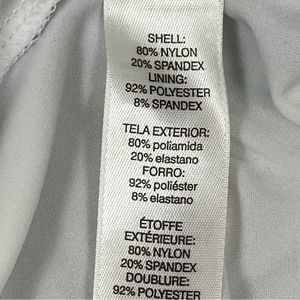 SHELL:
80% NYLON
20% SPANDEX
LINING:
92% POLYESTER
8% SPANDEX
TELA EXTERIOR:
80% poliamida
20% elastano
FORRO:
92% poliéster
8% elastano
ÉTOFFE
EXTÉRIEURE:
80% NYLON
20% SPANDEX
DOUBLURE:
92% POLYESTER